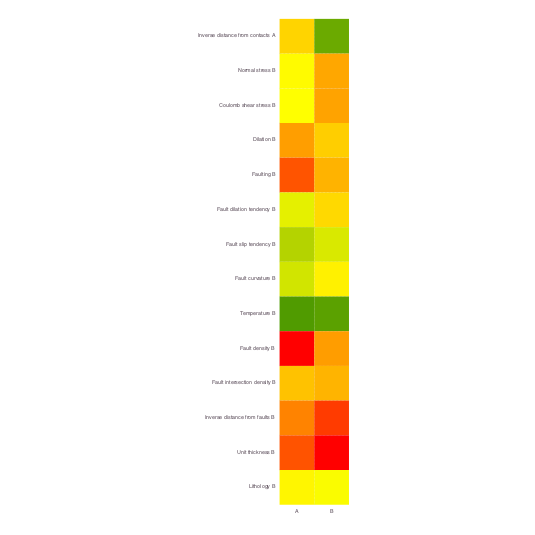 Inverse distance from contacts A
Normal stress B
Coulomb shear stress B
Dilation B
Faulting B
Fault dilation tendency B
Fault slip tendency B
Fault curvature B
Temperature B
Fault density B
Fault intersection density B
Inverse distance from faults B
Unit thickness B
Lithology B
A B